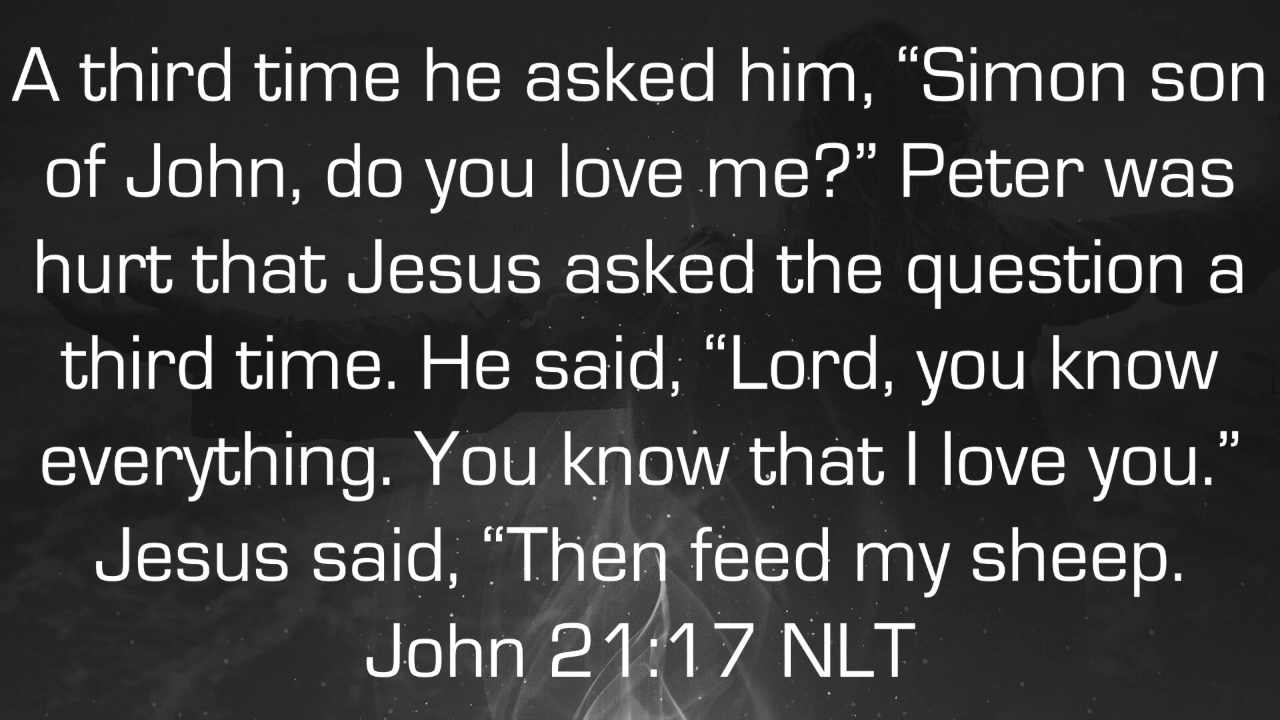 A third time he asked him, “Simon son
of John, do you love me?” Peter was
hurt that Jesus asked the question a
third time. He said, “Lord, you know
everything. You know that I love you.”
Jesus said, “Then feed my sheep.
John 21:17 NLT